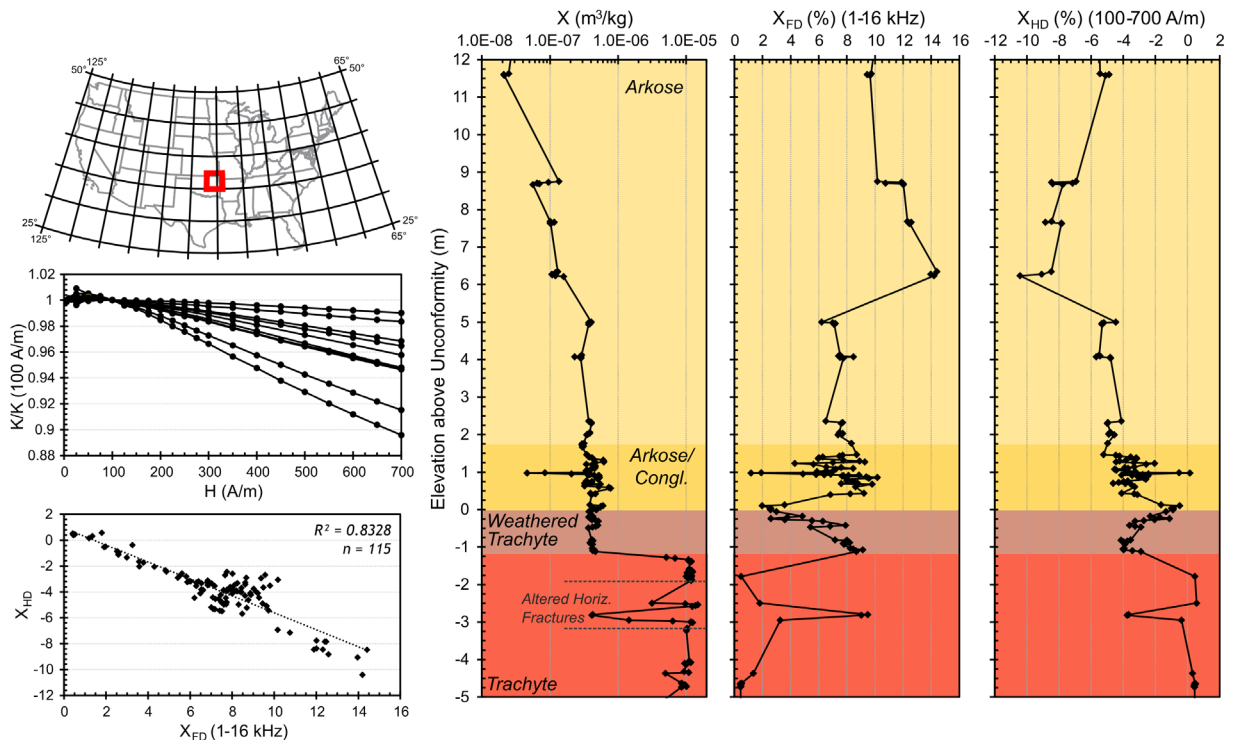 50°
65°
50°
25°
125°
25°
65°
1.02
1
0.98
0.96
0.94
0.92
0.9
0.88
K/K (100 A/m)
0 100 200 300 400 500 600 700
H (A/m)
2
0
-2
-4
-6
-8
-10
-12
X_HD
R² = 0.8328
n = 115
0 2 4 6 8 10 12 14 16
X_FD (1-16 kHz)
X (m³/kg)
1.0E-08 1.0E-07 1.0E-06 1.0E-05
X_FD (%) (1-16 kHz)
0 2 4 6 8 10 12 14 16
X_HD (%) (100-700 A/m)
-12 -10 -8 -6 -4 -2 0 2
Elevation above Unconformity (m)
12
11
10
9
8
7
6
5
4
3
2
1
0
-1
-2
-3
-4
-5
Arkose
Arkose/
Congl.
Weathered
Trachyte
Altered Horiz.
Fractures
Trachyte